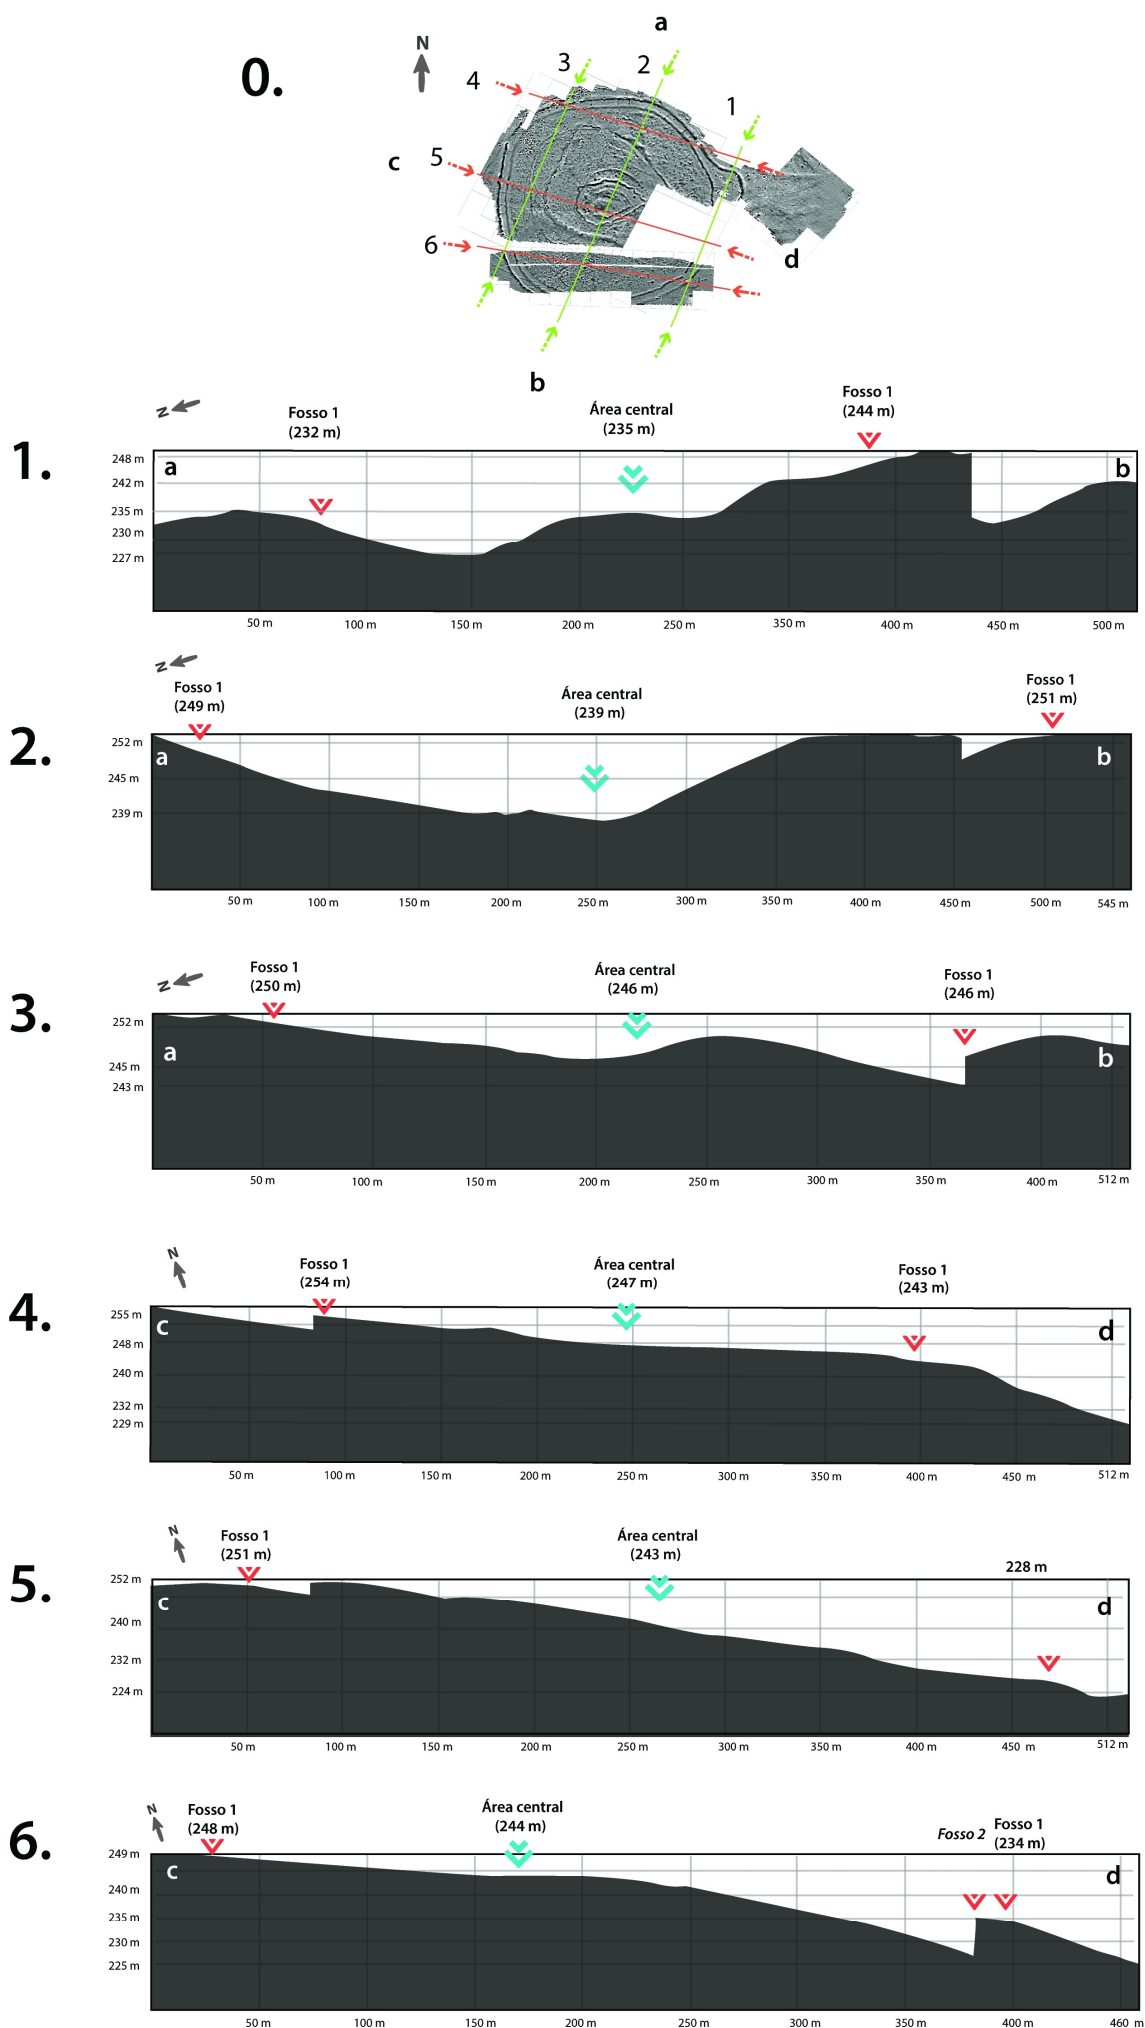 0.
N
a
3
2
4
1
c
5
6
d
b
1.
N
Fosso 1
(232 m)
Área central
(235 m)
Fosso 1
(244 m)
248 m
242 m
235 m
230 m
227 m
a
b
50 m
100 m
150 m
200 m
250 m
350 m
400 m
450 m
500 m
2.
N
Fosso 1
(249 m)
Área central
(239 m)
Fosso 1
(251 m)
252 m
245 m
239 m
a
b
50 m
100 m
150 m
200 m
250 m
300 m
350 m
400 m
450 m
500 m
545 m
3.
N
Fosso 1
(250 m)
Área central
(246 m)
Fosso 1
(246 m)
252 m
245 m
243 m
a
b
50 m
100 m
150 m
200 m
250 m
300 m
350 m
400 m
512 m
4.
N
Fosso 1
(254 m)
Área central
(247 m)
Fosso 1
(243 m)
255 m
248 m
240 m
232 m
229 m
c
d
50 m
100 m
150 m
200 m
250 m
300 m
350 m
400 m
450 m
512 m
5.
N
Fosso 1
(251 m)
Área central
(243 m)
228 m
252 m
240 m
232 m
224 m
c
d
50 m
100 m
150 m
200 m
250 m
300 m
350 m
400 m
450 m
512 m
6.
N
Fosso 1
(248 m)
Área central
(244 m)
Fosso 2
Fosso 1
(234 m)
249 m
240 m
235 m
230 m
225 m
c
d
50 m
100 m
150 m
200 m
250 m
300 m
350 m
400 m
460 m